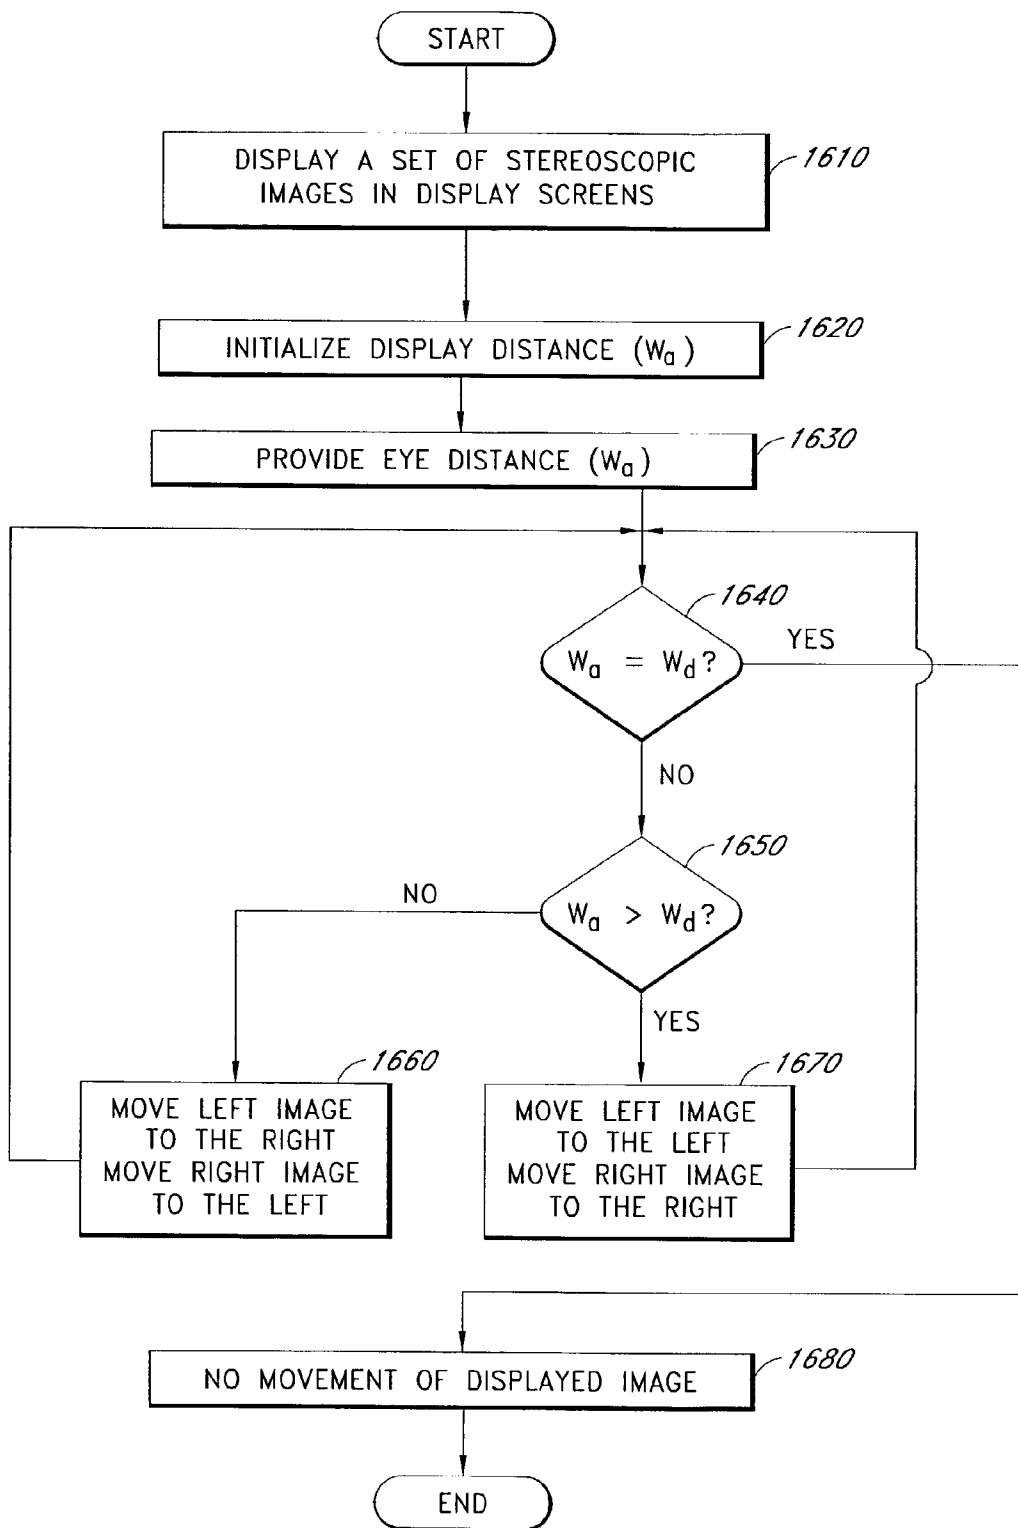 START
DISPLAY A SET OF STEREOSCOPIC
IMAGES IN DISPLAY SCREENS
1610
INITIALIZE DISPLAY DISTANCE (Wa)
1620
PROVIDE EYE DISTANCE (Wa)
1630
Wa = Wd?
1640
YES
NO
Wa > Wd?
1650
NO
YES
MOVE LEFT IMAGE
TO THE RIGHT
MOVE RIGHT IMAGE
TO THE LEFT
1660
MOVE LEFT IMAGE
TO THE LEFT
MOVE RIGHT IMAGE
TO THE RIGHT
1670
NO MOVEMENT OF DISPLAYED IMAGE
1680
END